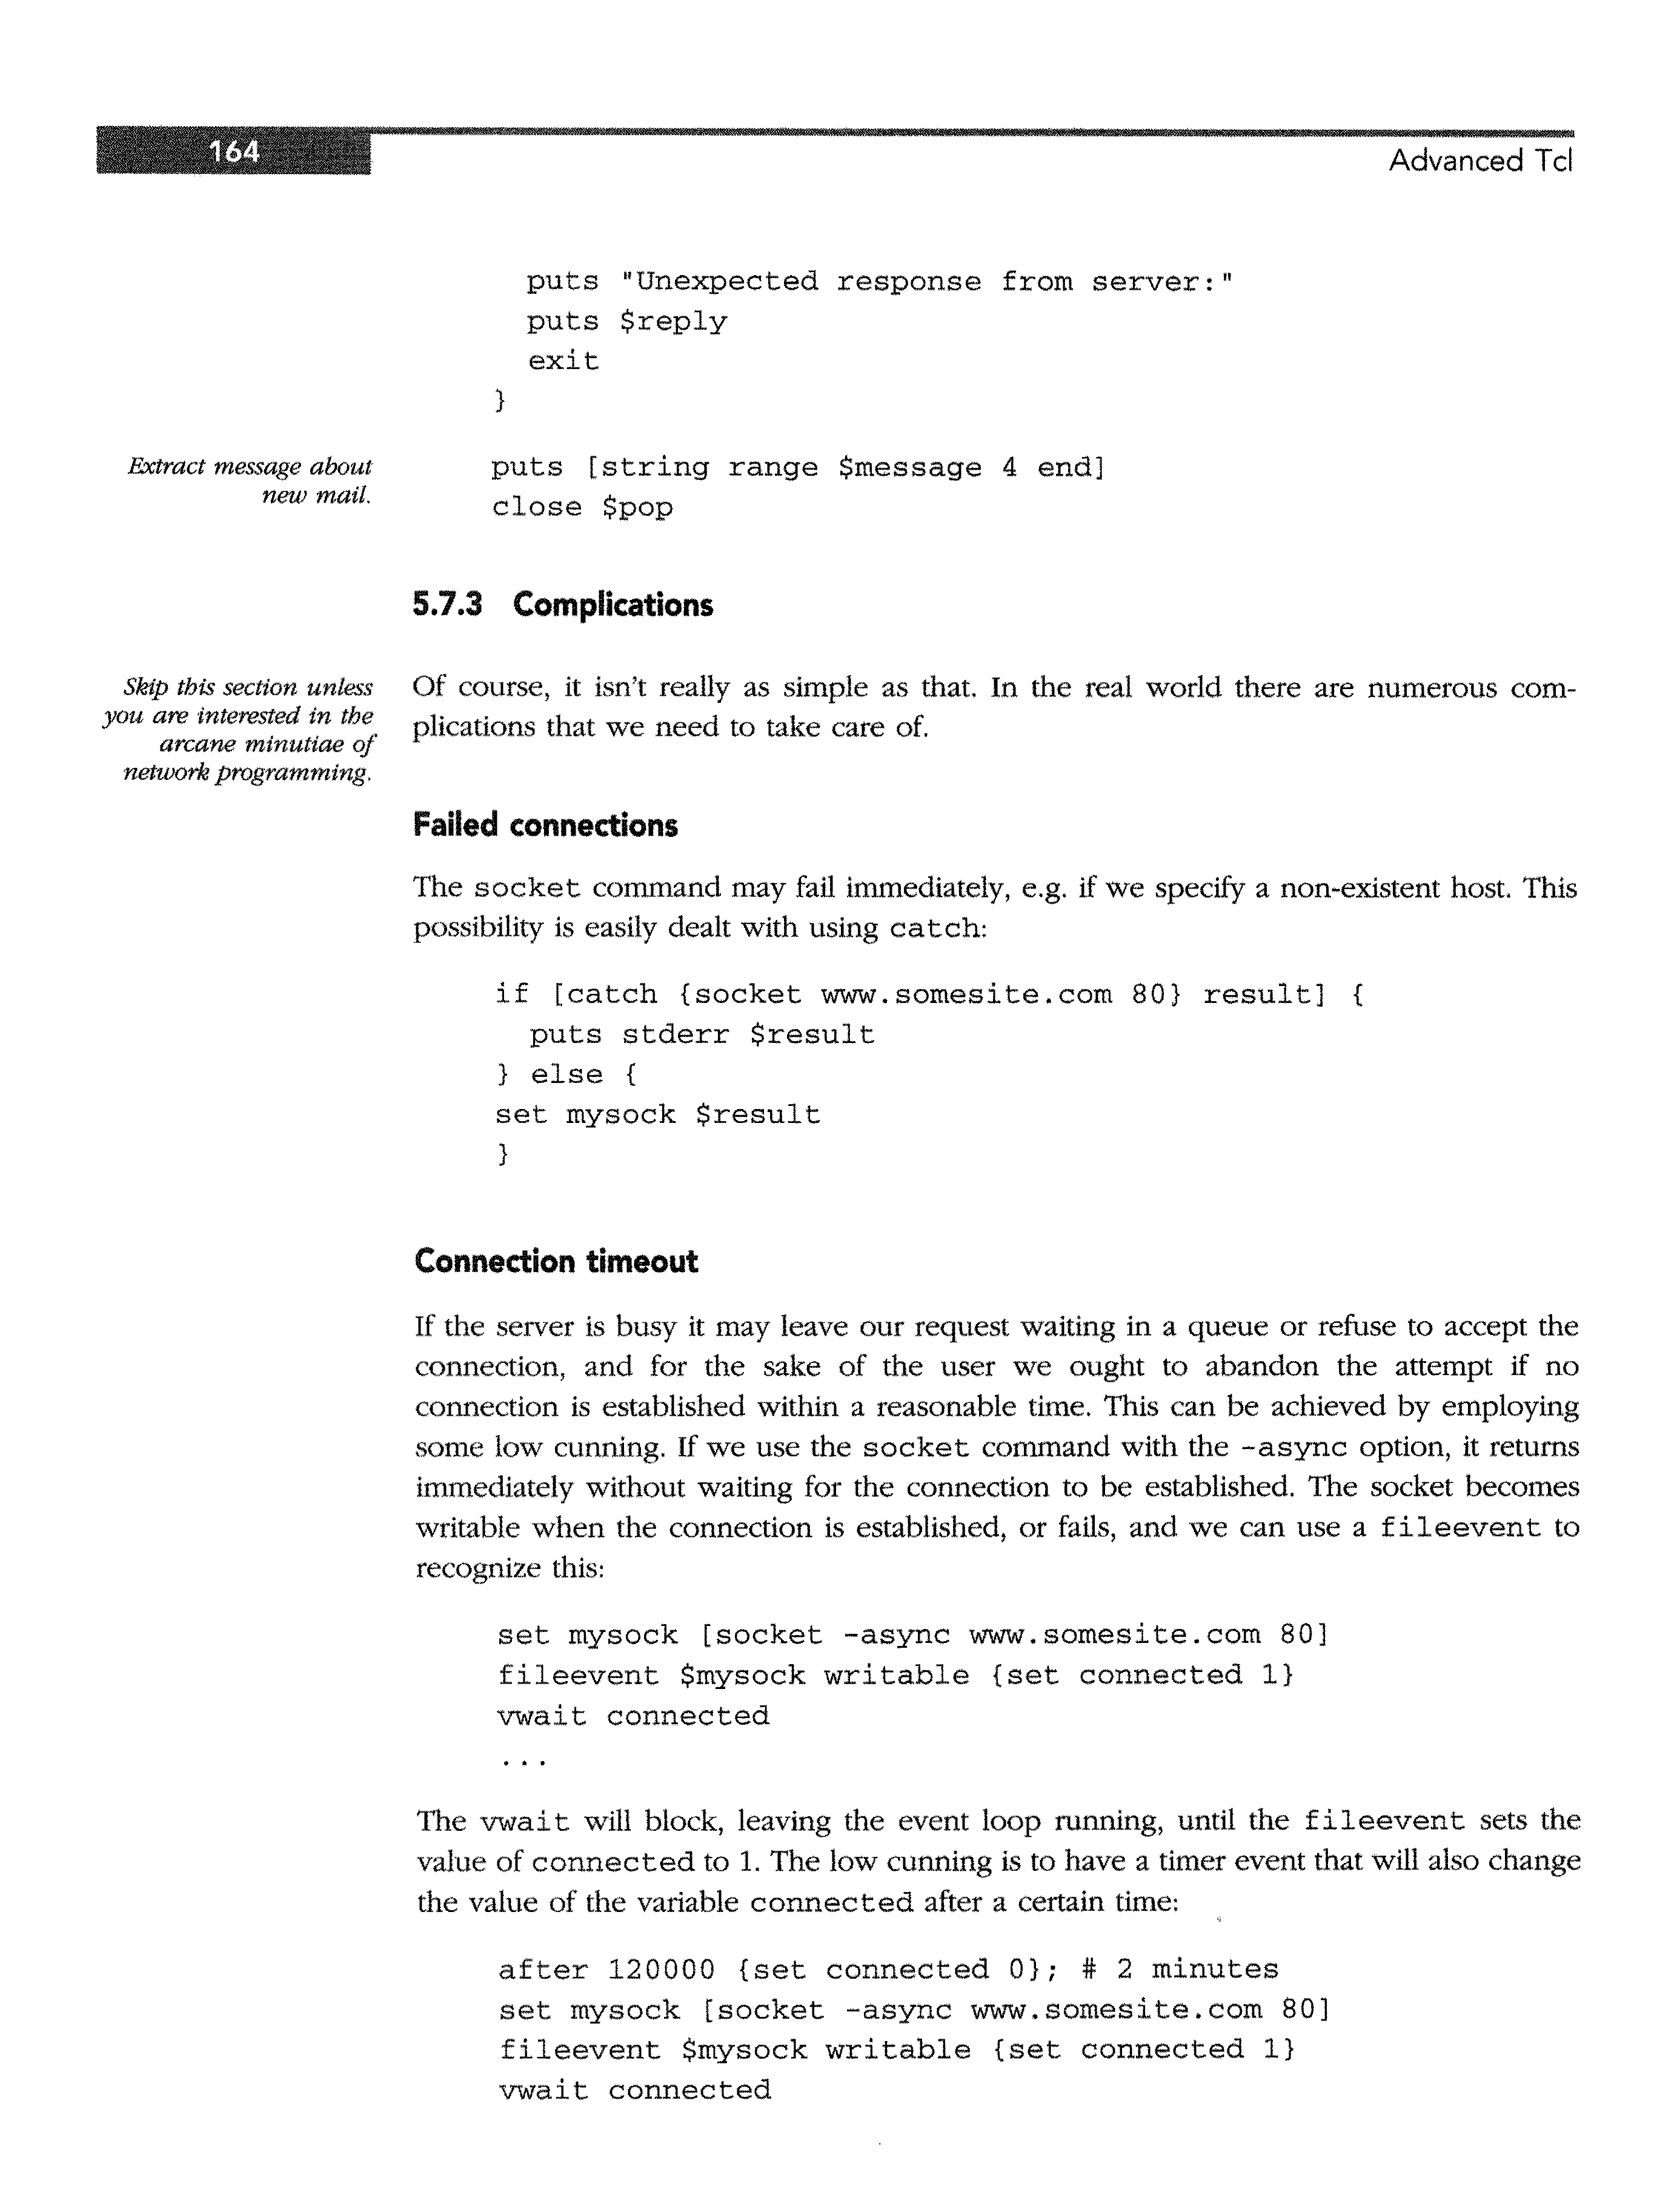 164
Advanced Tcl
puts "Unexpected response from server:"
puts $reply
exit
}
Extract message about
new mail.
puts [string range $message 4 end]
close $pop
5.7.3 Complications
Skip this section unless
you are interested in the
arcane minutiae of
network programming.
Of course, it isn't really as simple as that. In the real world there are numerous com-
plications that we need to take care of.
Failed connections
The socket command may fail immediately, e.g. if we specify a non-existent host. This
possibility is easily dealt with using catch:
if [catch {socket www.somesite.com 80} result] {
puts stderr $result
} else {
set mysock $result
}
Connection timeout
If the server is busy it may leave our request waiting in a queue or refuse to accept the
connection, and for the sake of the user we ought to abandon the attempt if no
connection is established within a reasonable time. This can be achieved by employing
some low cunning. If we use the socket command with the -async option, it returns
immediately without waiting for the connection to be established. The socket becomes
writable when the connection is established, or fails, and we can use a fileevent to
recognize this:
set mysock [socket -async www.somesite.com 80]
fileevent $mysock writable {set connected 1}
vwait connected
...
The vwait will block, leaving the event loop running, until the fileevent sets the
value of connected to 1. The low cunning is to have a timer event that will also change
the value of the variable connected after a certain time:
after 120000 {set connected 0}; # 2 minutes
set mysock [socket -async www.somesite.com 80]
fileevent $mysock writable {set connected 1}
vwait connected